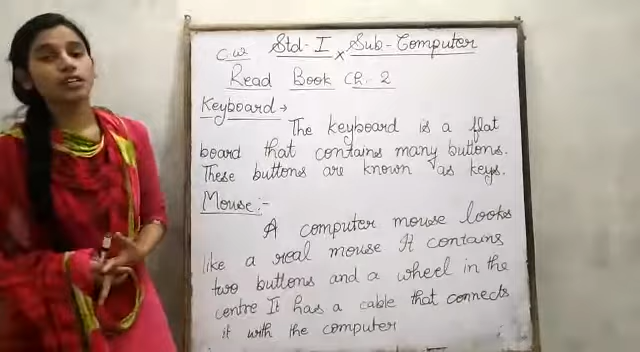 C.W Std-I x Sub-Computer
Read Book Ch-2
Keyboard→
The keyboard is a flat
board that contains many buttons.
These buttons are known as keys.
Mouse:-
A computer mouse looks
like a real mouse It contains
two buttons and a wheel in the
centre It has a cable that connects
it with the computer